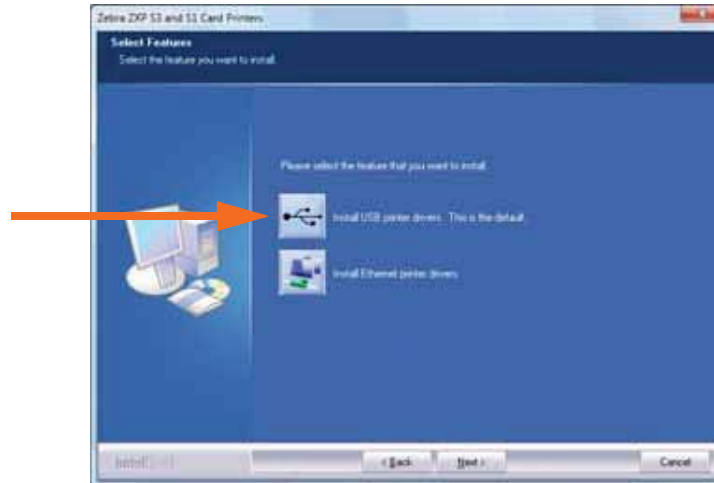 Zebra ZXP S3 and S1 Card Printers
Select Features
Select the feature you want to install.
Please select the feature that you want to install.
Install USB printer drivers. This is the default.
Install Ethernet printer drivers.
< Back
Next >
Cancel